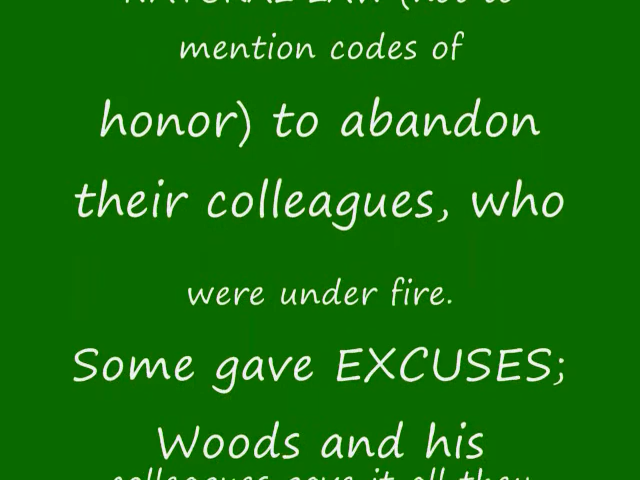 NATURAL LAW (not to
mention codes of
honor) to abandon
their colleagues, who
were under fire.
Some gave EXCUSES;
Woods and his
colleagues gave it all they